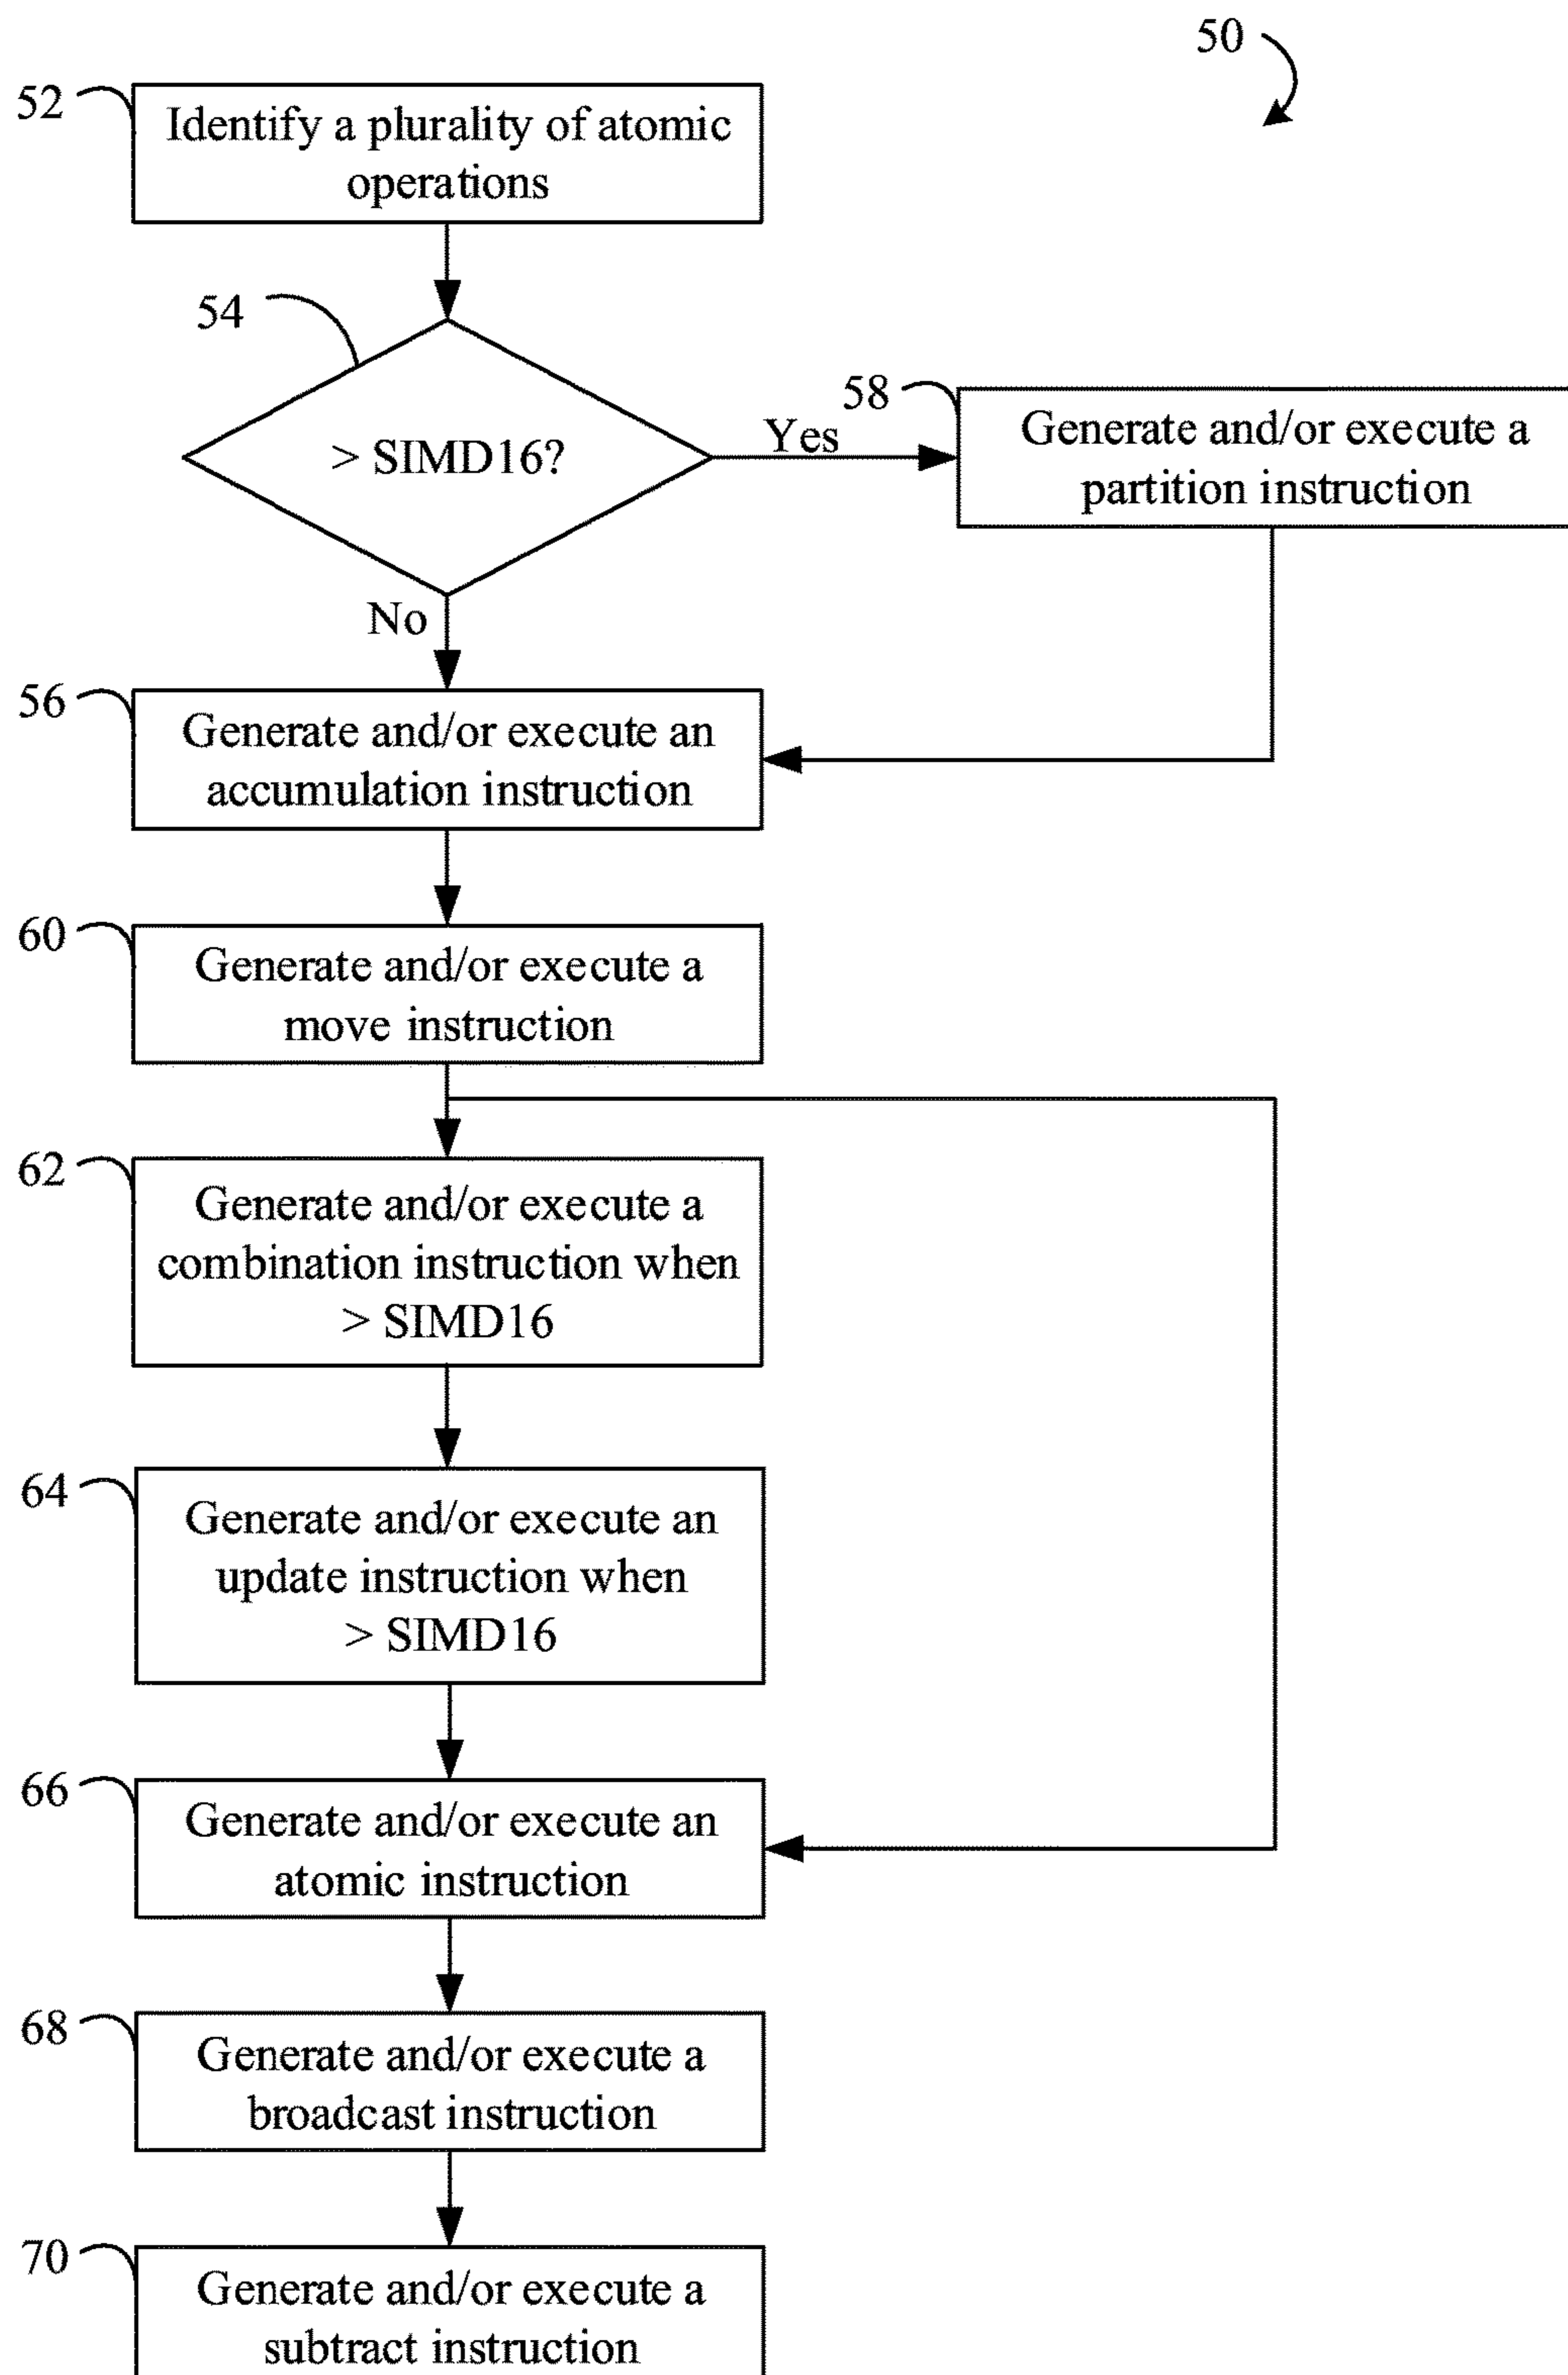 50
52
Identify a plurality of atomic
operations
54
> SIMD16?
Yes
58
Generate and/or execute a
partition instruction
No
56
Generate and/or execute an
accumulation instruction
60
Generate and/or execute a
move instruction
62
Generate and/or execute a
combination instruction when
> SIMD16
64
Generate and/or execute an
update instruction when
> SIMD16
66
Generate and/or execute an
atomic instruction
68
Generate and/or execute a
broadcast instruction
70
Generate and/or execute a
subtract instruction